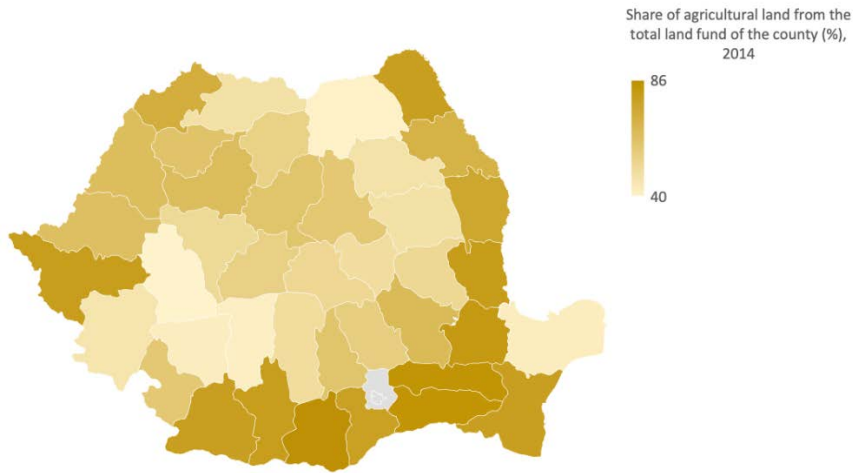 Share of agricultural land from the
total land fund of the county (%),
2014
86
40